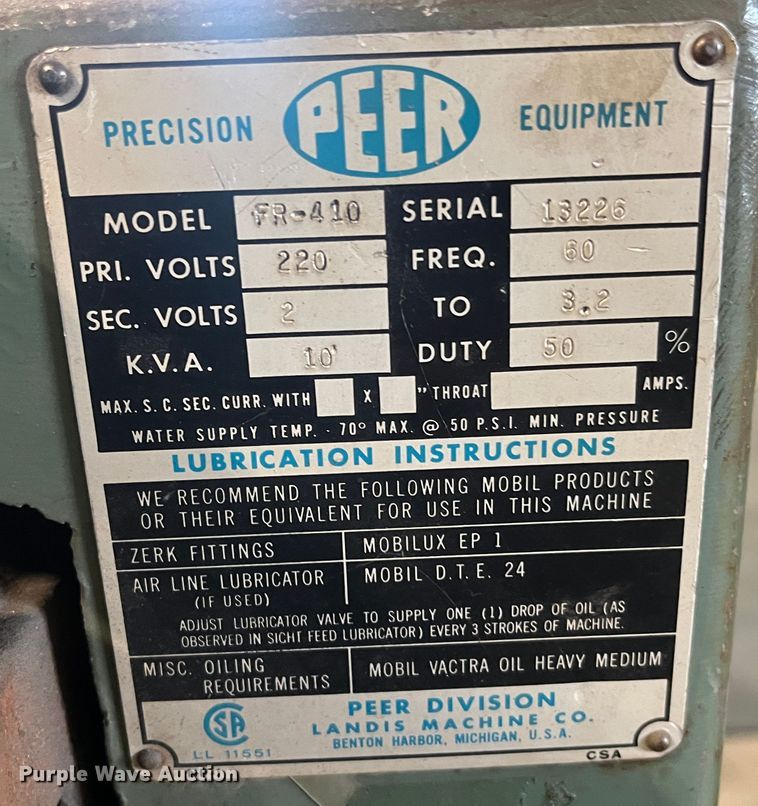 PRECISION PEER EQUIPMENT
MODEL FR-410 SERIAL 13226
PRI. VOLTS 220 FREQ. 60
SEC. VOLTS 2 TO 3.2
K.V.A. 10 DUTY 50 %
MAX. S. C. SEC. CURR. WITH X " THROAT AMPS.
WATER SUPPLY TEMP. - 70° MAX. @ 50 P.S.I. MIN. PRESSURE
LUBRICATION INSTRUCTIONS
WE RECOMMEND THE FOLLOWING MOBIL PRODUCTS
OR THEIR EQUIVALENT FOR USE IN THIS MACHINE
ZERK FITTINGS MOBILUX EP 1
AIR LINE LUBRICATOR MOBIL D.T.E. 24
(IF USED)
ADJUST LUBRICATOR VALVE TO SUPPLY ONE (1) DROP OF OIL (AS
OBSERVED IN SIGHT FEED LUBRICATOR) EVERY 3 STROKES OF MACHINE.
MISC. OILING MOBIL VACTRA OIL HEAVY MEDIUM
REQUIREMENTS
PEER DIVISION
LANDIS MACHINE CO.
BENTON HARBOR, MICHIGAN, U.S.A.
SA
LL 11551
CSA
Purple Wave Auction